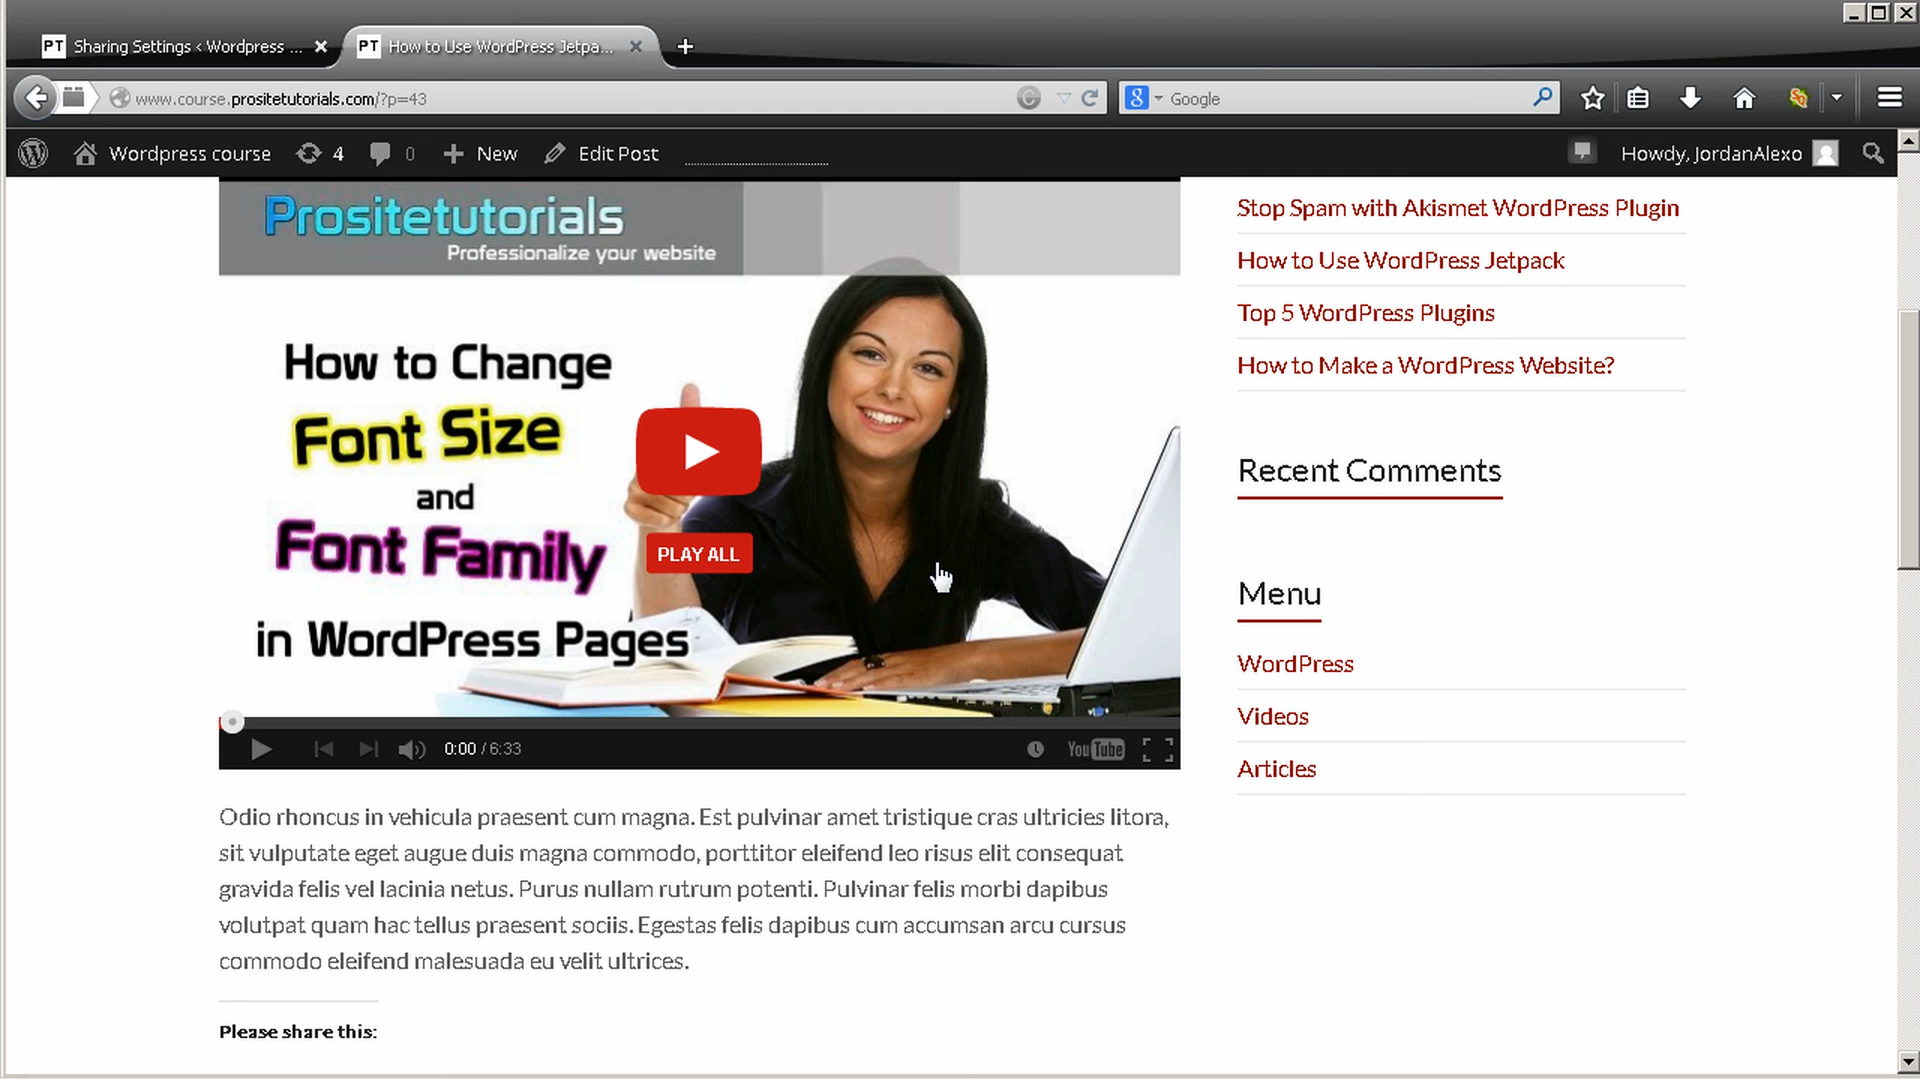 PT Sharing Settings < Wordpress ...
PT How to Use WordPress Jetpa...
www.course.prositetutorials.com/?p=43
8 Google
Wordpress course
4
0
New
Edit Post
Howdy, JordanAlexo
Prositetutorials
Professionalize your website
How to Change
Font Size
and
Font Family
in WordPress Pages
PLAY ALL
0:00 / 6:33
YouTube
Odio rhoncus in vehicula praesent cum magna. Est pulvinar amet tristique cras ultricies litora,
sit vulputate eget augue duis magna commodo, porttitor eleifend leo risus elit consequat
gravida felis vel lacinia netus. Purus nullam rutrum potenti. Pulvinar felis morbi dapibus
volutpat quam hac tellus praesent sociis. Egestas felis dapibus cum accumsan arcu cursus
commodo eleifend malesuada eu velit ultrices.
Please share this:
Stop Spam with Akismet WordPress Plugin
How to Use WordPress Jetpack
Top 5 WordPress Plugins
How to Make a WordPress Website?
Recent Comments
Menu
WordPress
Videos
Articles